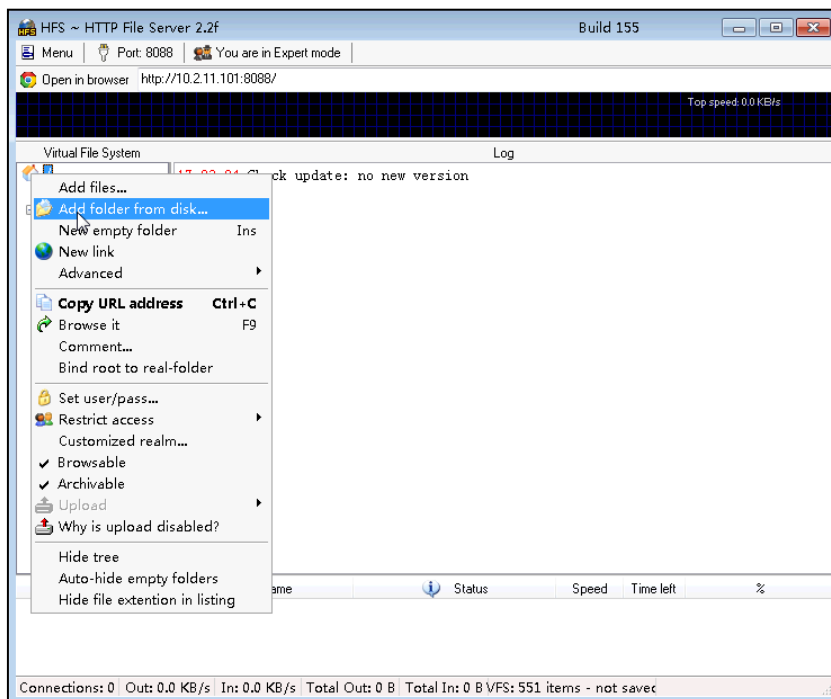 HFS ~ HTTP File Server 2.2f Build 155
Menu Port: 8088 You are in Expert mode
Open in browser http://10.2.11.101:8088/
Top speed: 0.0 KB/s
Virtual File System Log
Check update: no new version
Add files...
Add folder from disk...
New empty folder Ins
New link
Advanced
Copy URL address Ctrl+C
Browse it F9
Comment...
Bind root to real-folder
Set user/pass...
Restrict access
Customized realm...
Browsable
Archivable
Upload
Why is upload disabled?
Hide tree
Auto-hide empty folders
Hide file extention in listing
Status Speed Time left %
Connections: 0 Out: 0.0 KB/s In: 0.0 KB/s Total Out: 0 B Total In: 0 B VFS: 551 items - not saved